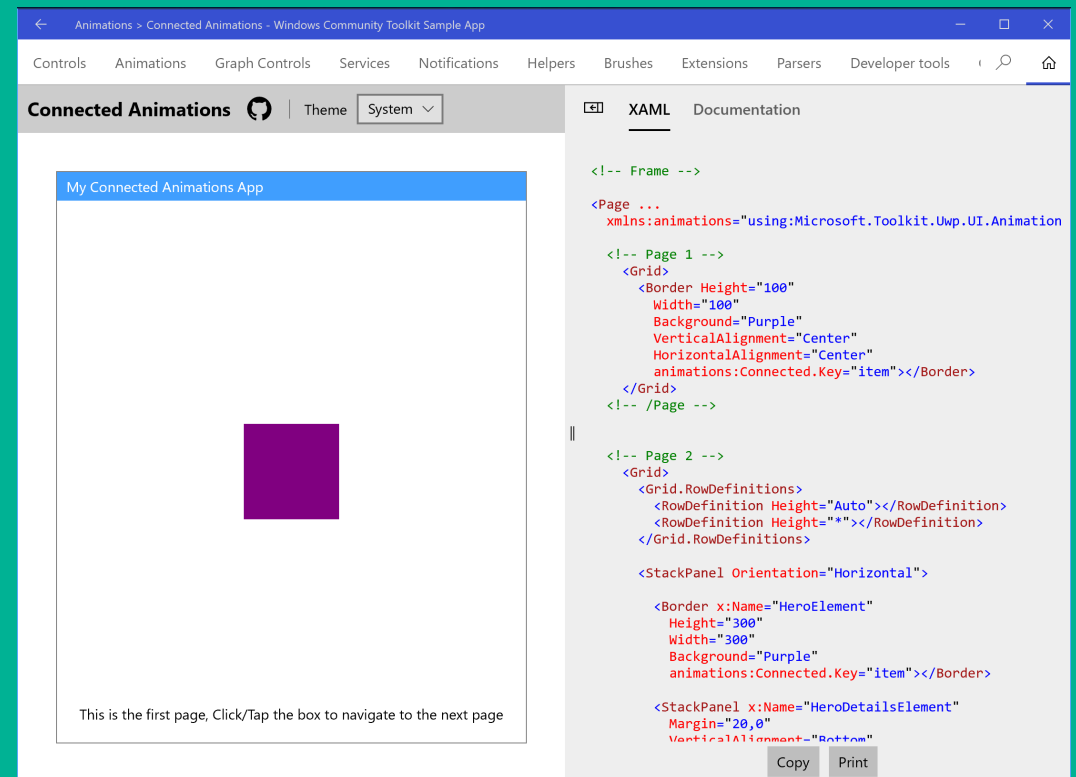 Animations > Connected Animations - Windows Community Toolkit Sample App
Controls Animations Graph Controls Services Notifications Helpers Brushes Extensions Parsers Developer tools
Connected Animations Theme System
XAML Documentation
My Connected Animations App
This is the first page, Click/Tap the box to navigate to the next page
<!-- Frame -->
<Page ...
xmlns:animations="using:Microsoft.Toolkit.Uwp.UI.Animation
<!-- Page 1 -->
<Grid>
<Border Height="100"
Width="100"
Background="Purple"
VerticalAlignment="Center"
HorizontalAlignment="Center"
animations:Connected.Key="item"></Border>
</Grid>
<!-- /Page -->
<!-- Page 2 -->
<Grid>
<Grid.RowDefinitions>
<RowDefinition Height="Auto"></RowDefinition>
<RowDefinition Height="*"></RowDefinition>
</Grid.RowDefinitions>
<StackPanel Orientation="Horizontal">
<Border x:Name="HeroElement"
Height="300"
Width="300"
Background="Purple"
animations:Connected.Key="item"></Border>
<StackPanel x:Name="HeroDetailsElement"
Margin="20,0"
VerticalAlignment="Bottom"
Copy Print